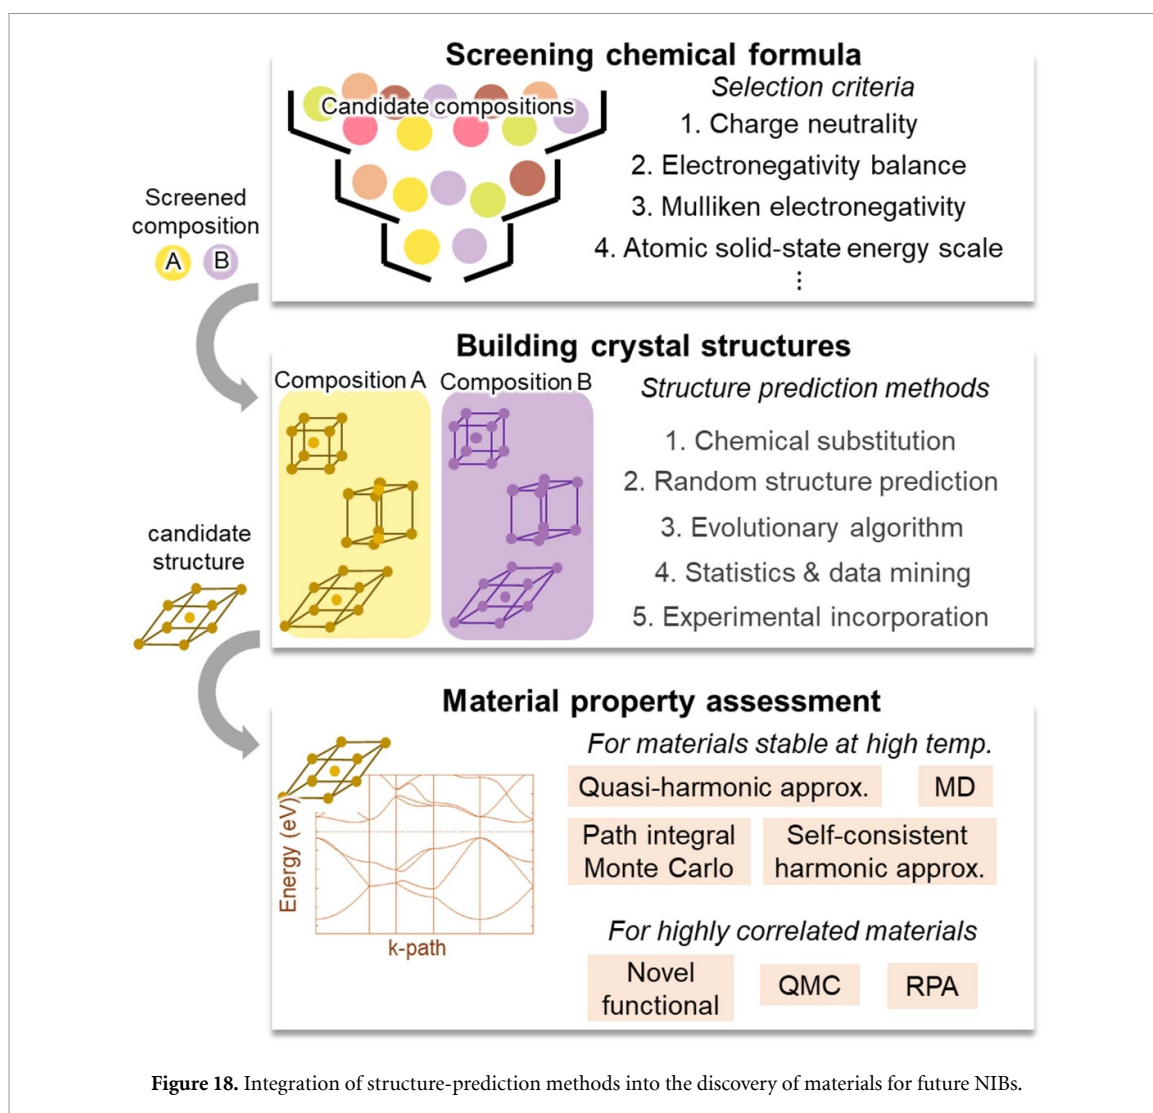 Screening chemical formula
Candidate compositions
Selection criteria
1. Charge neutrality
2. Electronegativity balance
3. Mulliken electronegativity
4. Atomic solid-state energy scale
⋮
Screened
composition
A B
Building crystal structures
Composition A
Composition B
Structure prediction methods
1. Chemical substitution
2. Random structure prediction
3. Evolutionary algorithm
4. Statistics & data mining
5. Experimental incorporation
candidate
structure
Material property assessment
Energy (eV)
k-path
For materials stable at high temp.
Quasi-harmonic approx.
MD
Path integral
Monte Carlo
Self-consistent
harmonic approx.
For highly correlated materials
Novel
functional
QMC
RPA
Figure 18. Integration of structure-prediction methods into the discovery of materials for future NIBs.